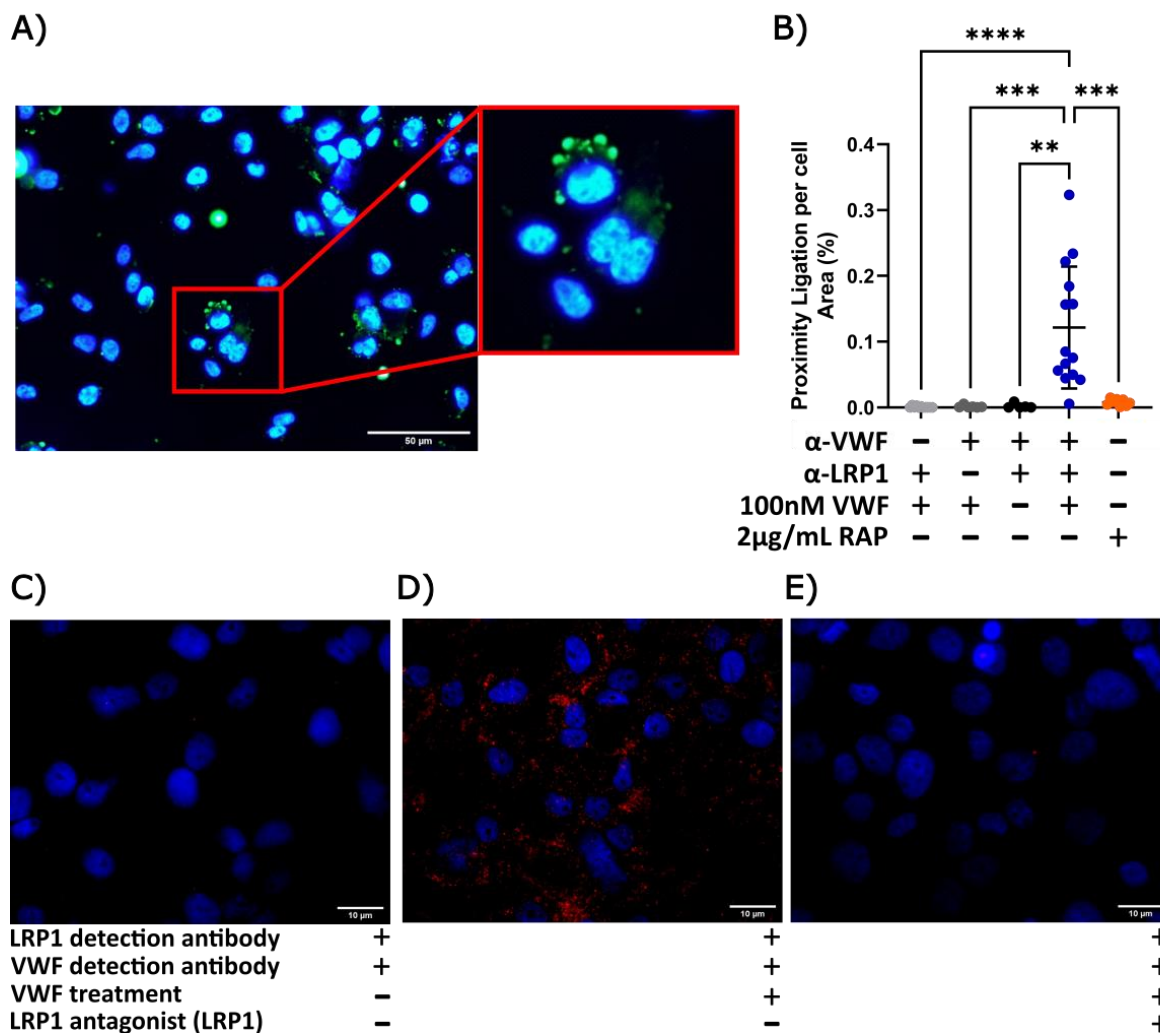 A)
B)
****
***
***
**
Proximity Ligation per cell
Area (%)
0.4
0.3
0.2
0.1
0.0
α-VWF − + + + −
α-LRP1 + − + + −
100nM VWF + + − + −
2µg/mL RAP − − − − +
50 µm
C)
D)
E)
10 µm
10 µm
10 µm
LRP1 detection antibody + + +
VWF detection antibody + + +
VWF treatment − + +
LRP1 antagonist (LRP1) − − +